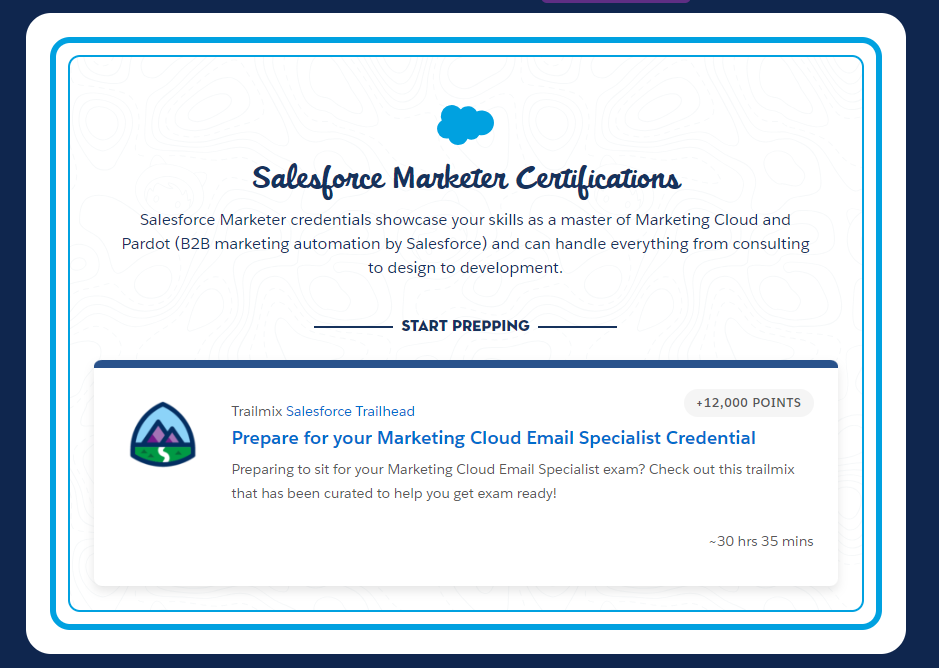 Salesforce Marketer Certifications
Salesforce Marketer credentials showcase your skills as a master of Marketing Cloud and
Pardot (B2B marketing automation by Salesforce) and can handle everything from consulting
to design to development.
START PREPPING
+12,000 POINTS
Trailmix Salesforce Trailhead
Prepare for your Marketing Cloud Email Specialist Credential
Preparing to sit for your Marketing Cloud Email Specialist exam? Check out this trailmix
that has been curated to help you get exam ready!
~30 hrs 35 mins